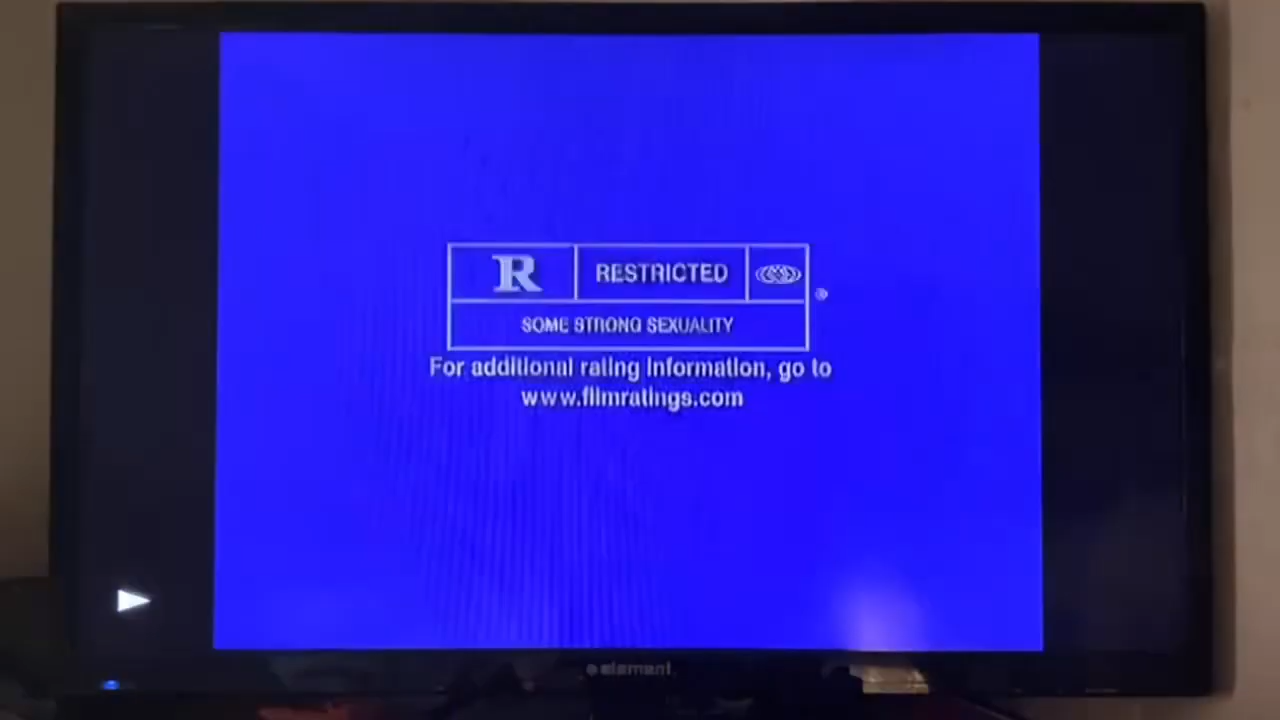 R RESTRICTED ®
SOME STRONG SEXUALITY
For additional rating information, go to
www.filmratings.com
element